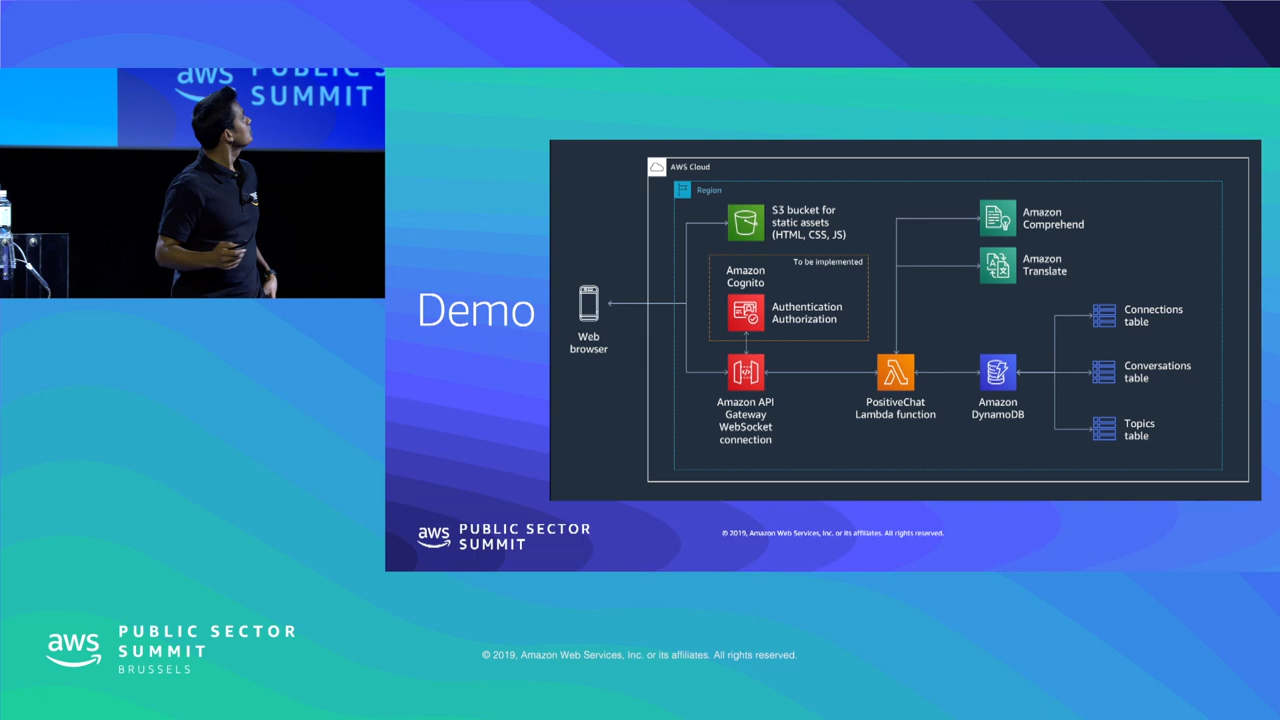 aws PUBLIC SE
SUMMIT
Demo
AWS Cloud
Region
S3 bucket for
static assets
(HTML, CSS, JS)
To be implemented
Amazon
Cognito
Authentication
Authorization
Web
browser
Amazon API
Gateway
WebSocket
connection
PositiveChat
Lambda function
Amazon
Comprehend
Amazon
Translate
Amazon
DynamoDB
Connections
table
Conversations
table
Topics
table
aws PUBLIC SECTOR
SUMMIT
© 2019, Amazon Web Services, Inc. or its affiliates. All rights reserved.
aws PUBLIC SECTOR
SUMMIT
BRUSSELS
© 2019, Amazon Web Services, Inc. or its affiliates. All rights reserved.